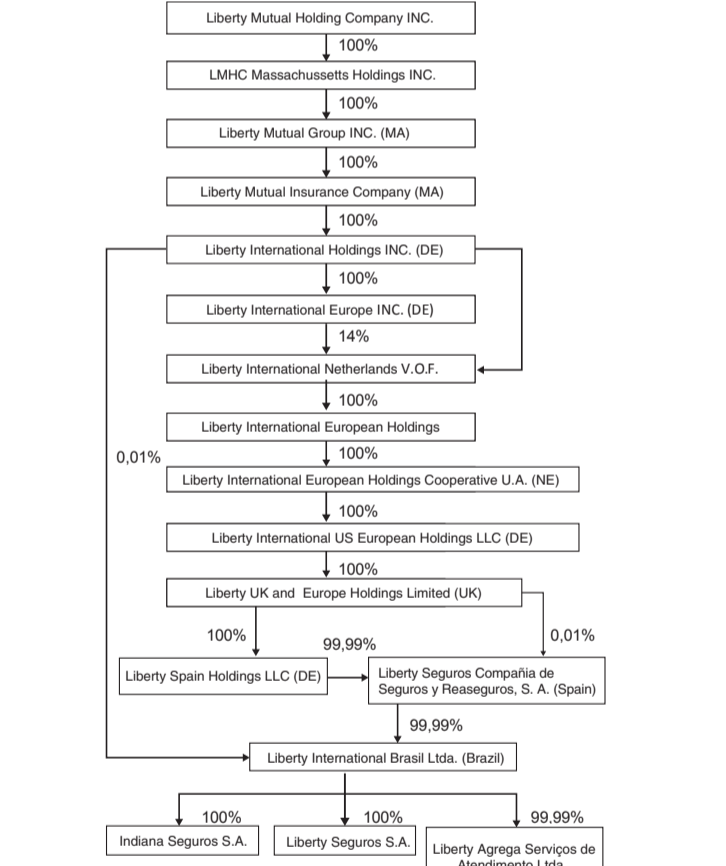 Liberty Mutual Holding Company INC.
100%
LMHC Massachussetts Holdings INC.
100%
Liberty Mutual Group INC. (MA)
100%
Liberty Mutual Insurance Company (MA)
100%
Liberty International Holdings INC. (DE)
100%
Liberty International Europe INC. (DE)
14%
Liberty International Netherlands V.O.F.
100%
Liberty International European Holdings
0,01%
100%
Liberty International European Holdings Cooperative U.A. (NE)
100%
Liberty International US European Holdings LLC (DE)
100%
Liberty UK and Europe Holdings Limited (UK)
100%
99,99%
0,01%
Liberty Spain Holdings LLC (DE)
Liberty Seguros Compañia de
Seguros y Reaseguros, S. A. (Spain)
99,99%
Liberty International Brasil Ltda. (Brazil)
100%
100%
99.99%
Indiana Seguros S.A.
Liberty Seguros S.A.
Liberty Agrega Serviços de
Atendimento Ltda